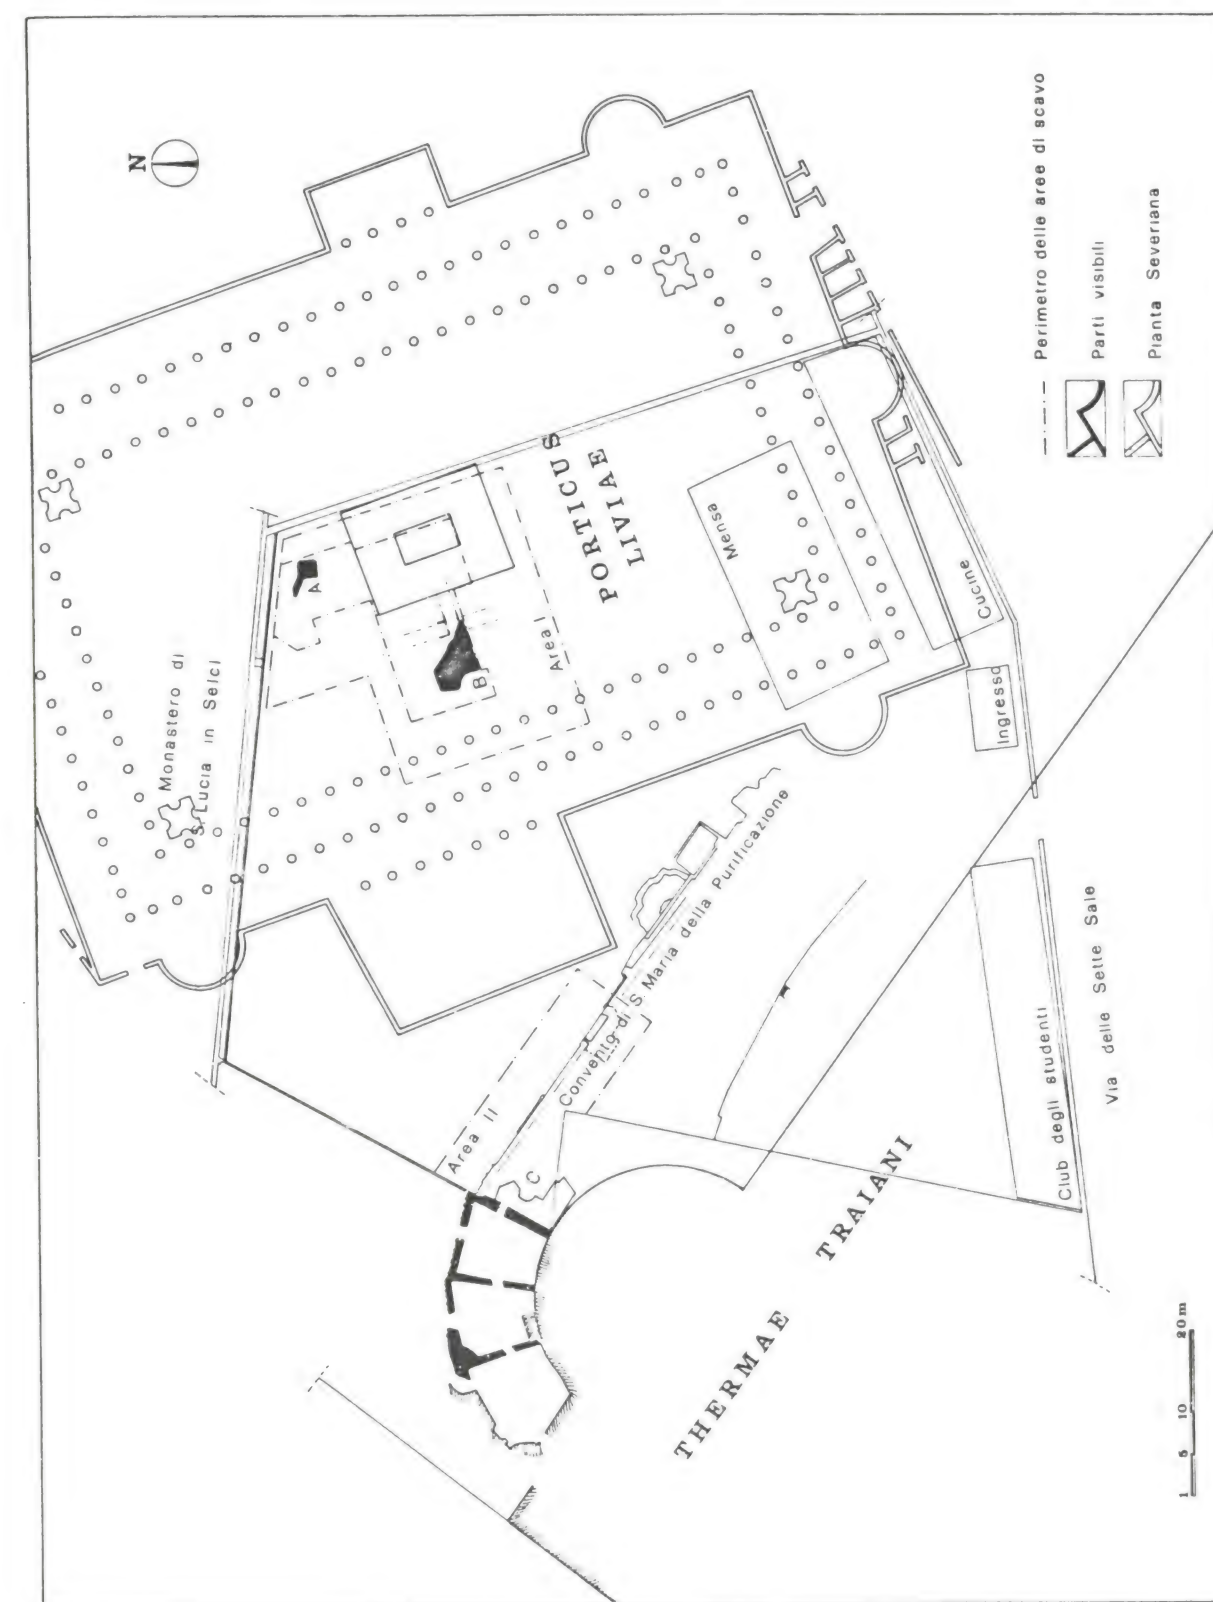 N
Monastero di
S. Lucia in Selci
A
B
Area I
PORTICUS
LIVIAE
Mensa
Cucine
Ingresso
Area II
Convento di S. Maria della Purificazione
C
THERMAE TRAIANI
Club degli studenti
Via delle Sette Sale
Perimetro delle aree di scavo
Parti visibili
Pianta Severiana
1 5 10 20 m